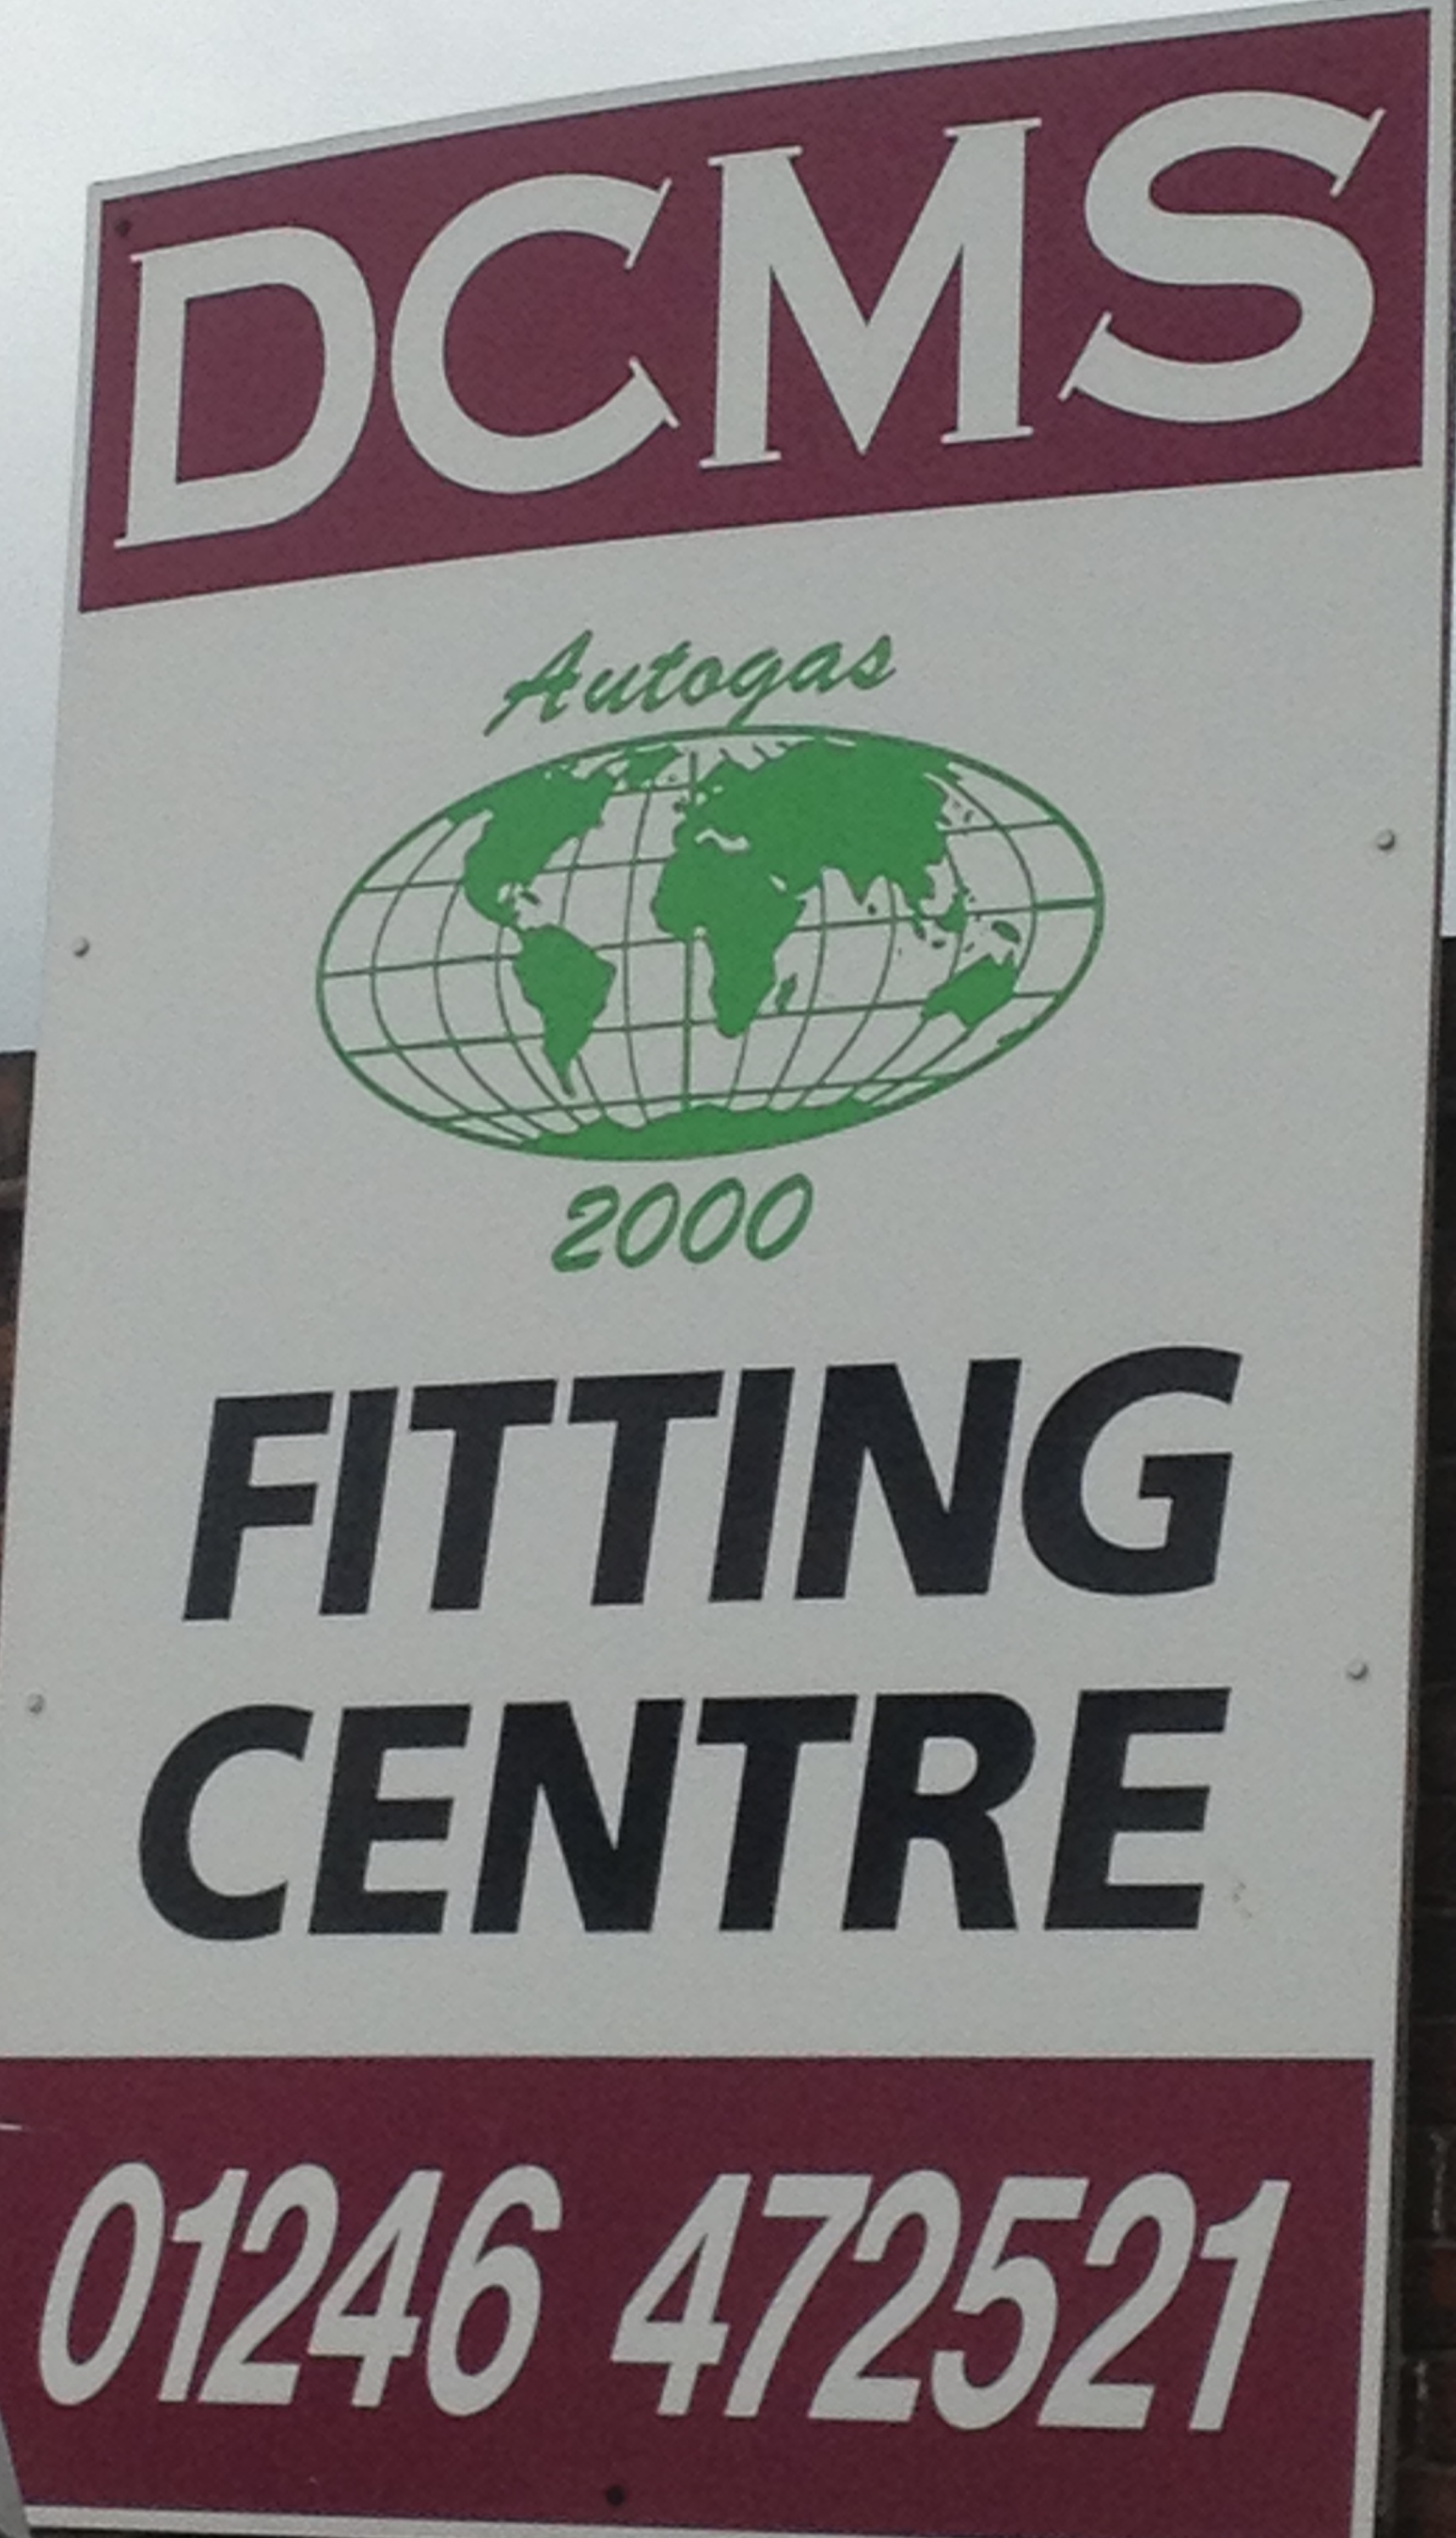 DCMS
Autogas
2000
FITTING
CENTRE
01246 472521